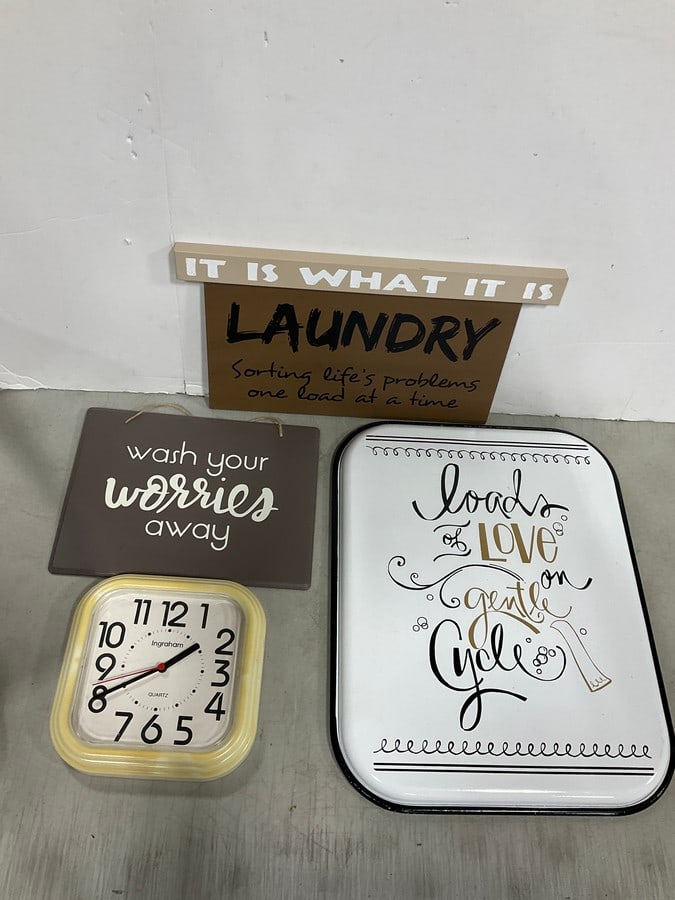 IT IS WHAT IT IS
LAUNDRY
Sorting life's problems
one load at a time
wash your
worries
away
loads
of LOVE
on
gentle
Cycle
11 12 1
10 2
9 3
8 4
7 6 5
Ingraham
QUARTZ